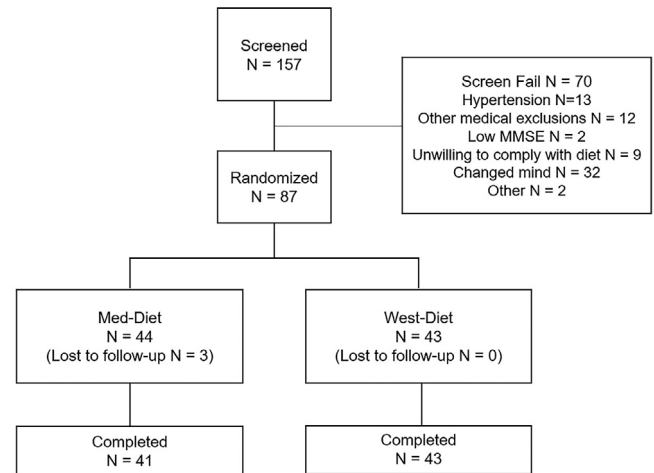 Screened
N = 157
Screen Fail N = 70
Hypertension N=13
Other medical exclusions N = 12
Low MMSE N = 2
Unwilling to comply with diet N = 9
Changed mind N = 32
Other N = 2
Randomized
N = 87
Med-Diet
N = 44
(Lost to follow-up N = 3)
West-Diet
N = 43
(Lost to follow-up N = 0)
Completed
N = 41
Completed
N = 43